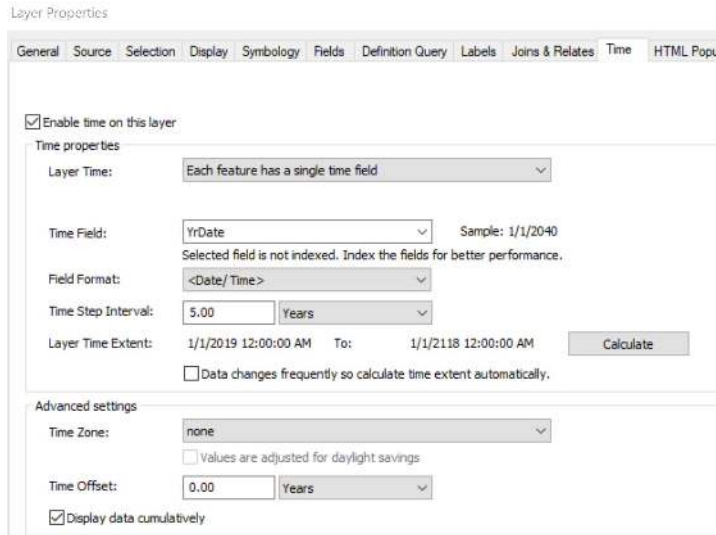 Layer Properties
General Source Selection Display Symbology Fields Definition Query Labels Joins & Relates Time HTML Popu
Enable time on this layer
Time properties
Layer Time: Each feature has a single time field
Time Field: YrDate Sample: 1/1/2040
Selected field is not indexed. Index the fields for better performance.
Field Format: <Date/Time>
Time Step Interval: 5.00 Years
Layer Time Extent: 1/1/2019 12:00:00 AM To: 1/1/2118 12:00:00 AM Calculate
Data changes frequently so calculate time extent automatically.
Advanced settings
Time Zone: none
Values are adjusted for daylight savings
Time Offset: 0.00 Years
Display data cumulatively